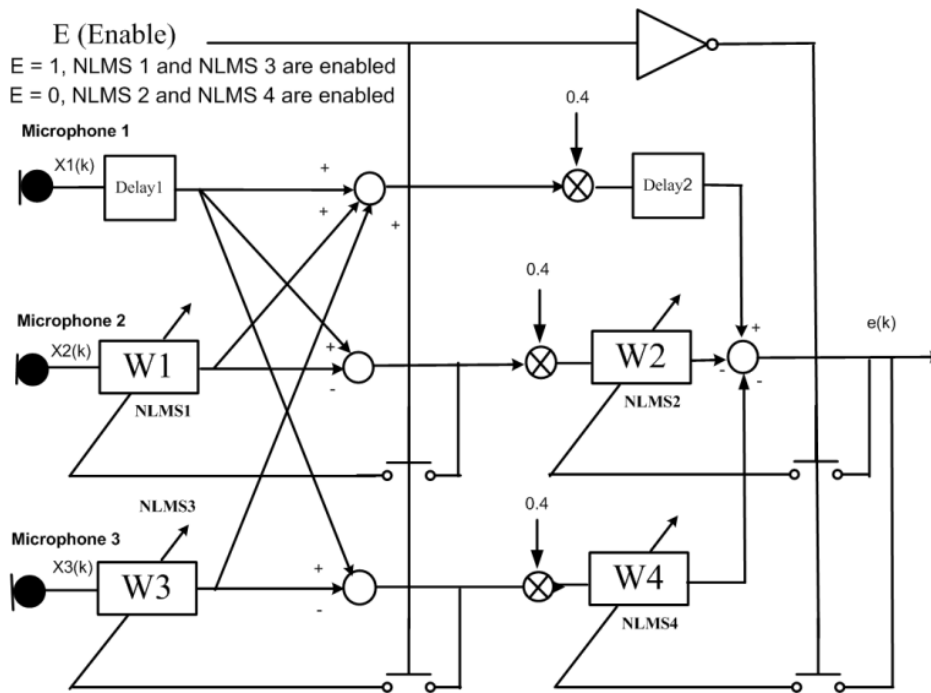 E (Enable)
E = 1, NLMS 1 and NLMS 3 are enabled
E = 0, NLMS 2 and NLMS 4 are enabled
0.4
Microphone 1
X1(k)
Delay1
+
+
+
Delay2
0.4
Microphone 2
X2(k)
W1
NLMS1
+
-
W2
NLMS2
+
-
-
e(k)
NLMS3
0.4
Microphone 3
X3(k)
W3
+
-
W4
NLMS4